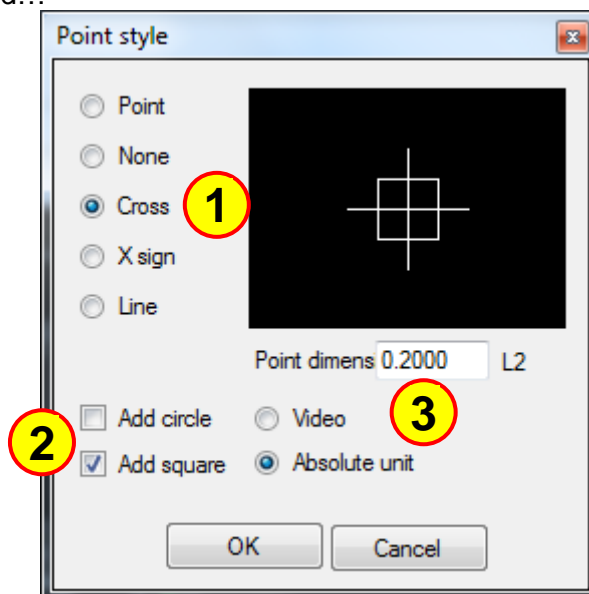 d...
Point style
Point
None
Cross
1
X sign
Line
Point dimens 0.2000 L2
Add circle
Video
3
2
Add square
Absolute unit
OK
Cancel